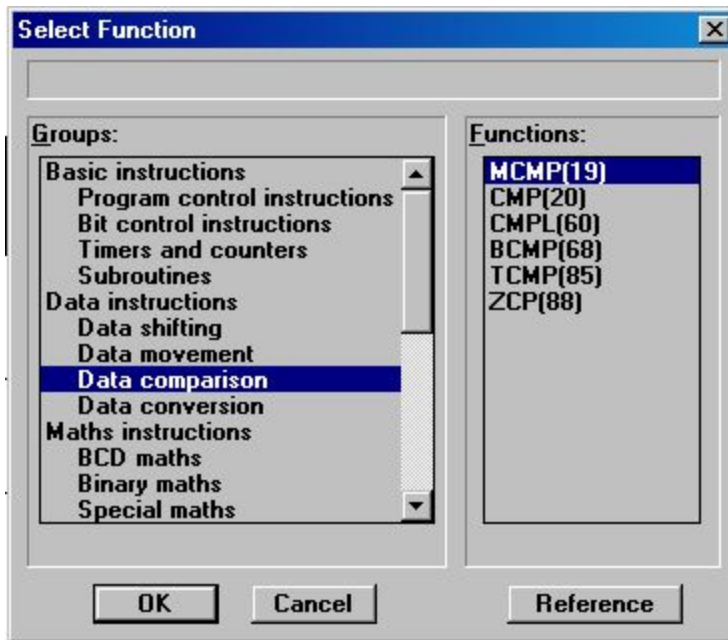 Select Function
Groups:
Basic instructions
Program control instructions
Bit control instructions
Timers and counters
Subroutines
Data instructions
Data shifting
Data movement
Data comparison
Data conversion
Maths instructions
BCD maths
Binary maths
Special maths
Functions:
MCMP(19)
CMP(20)
CMPL(60)
BCMP(68)
TCMP(85)
ZCP(88)
OK
Cancel
Reference